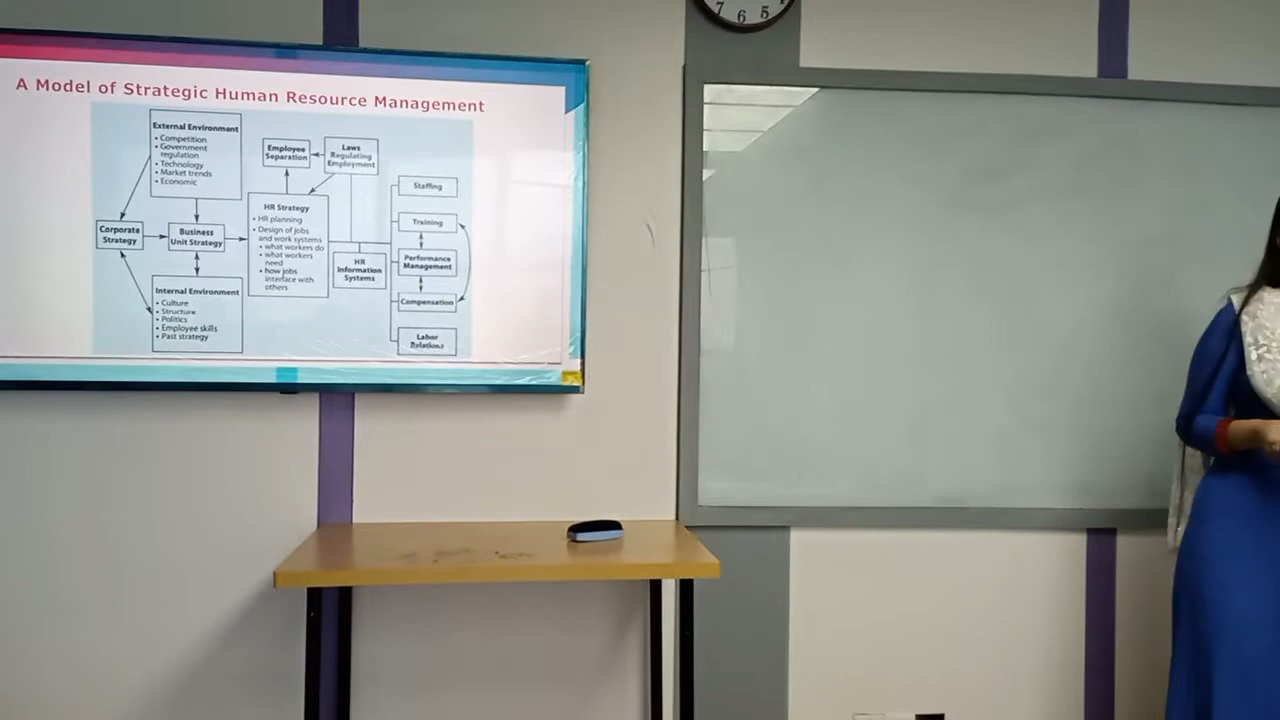 A Model of Strategic Human Resource Management
External Environment
• Competition
• Government
regulation
• Technology
• Market trends
• Economic
Employee
Separation
Laws
Regulating
Employment
Corporate
Strategy
Business
Unit Strategy
HR Strategy
• HR planning
• Design of jobs
and work systems
• what workers do
• what workers
need
• how jobs
interface with
others
HR
Information
Systems
Staffing
Training
Performance
Management
Compensation
Labor
Relations
Internal Environment
• Culture
• Structure
• Politics
• Employee skills
• Past strategy
7 6 5